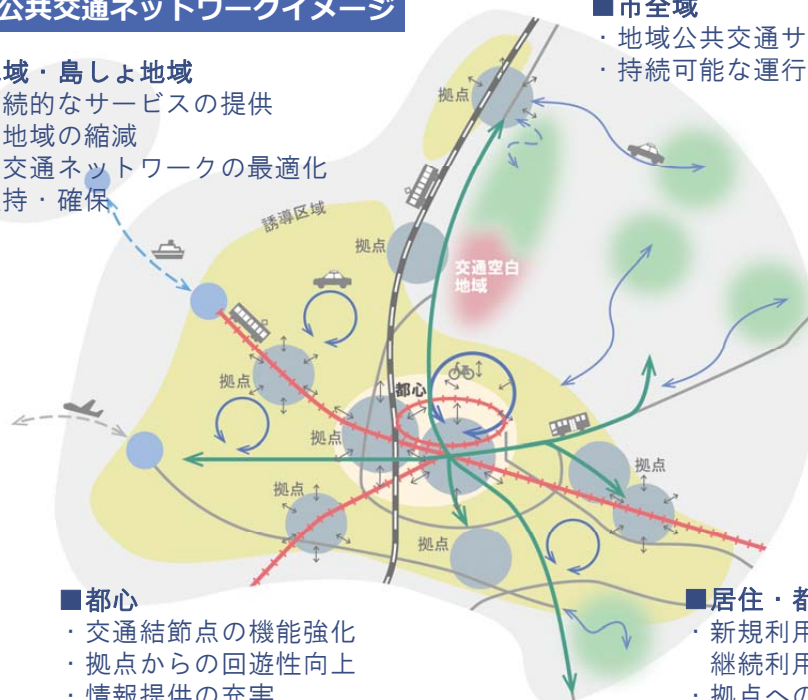 公共交通ネットワークイメージ
■市全域
・地域公共交通サ
・持続可能な運行
域・島しょ地域
続的なサービスの提供
地域の縮減
交通ネットワークの最適化
持・確保
拠点
誘導区域
拠点
交通空白
地域
拠点
都心
拠点
拠点
拠点
拠点
■都心
・交通結節点の機能強化
・拠点からの回遊性向上
・情報提供の充実
■居住・都
・新規利用
継続利用
・拠点への